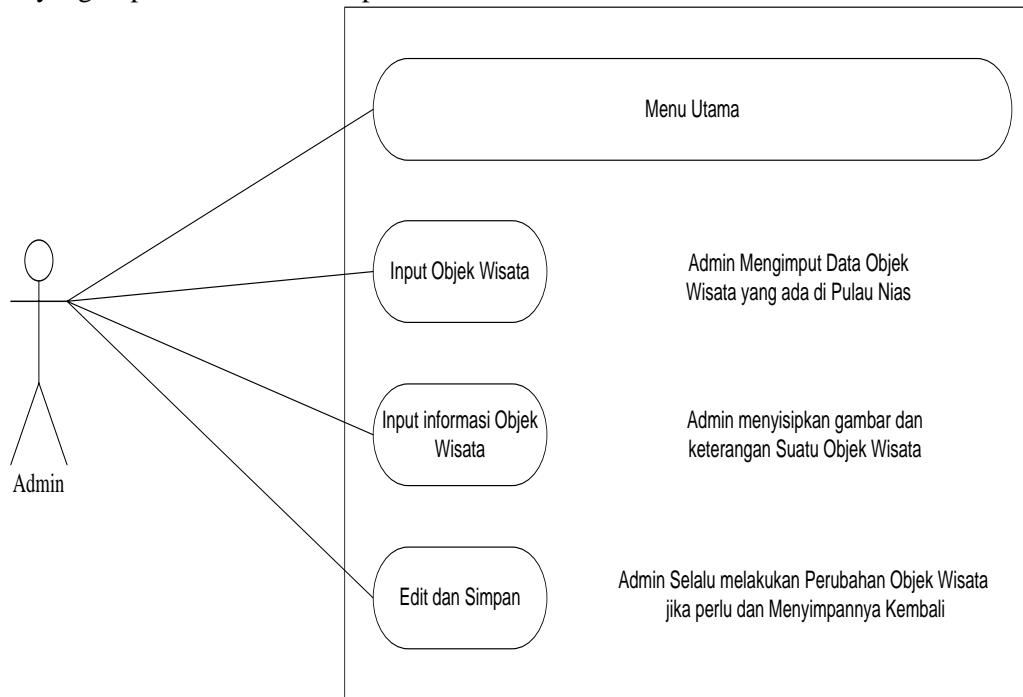 Menu Utama
Input Objek Wisata
Admin Mengimput Data Objek
Wisata yang ada di Pulau Nias
Input informasi Objek
Wisata
Admin menyisipkan gambar dan
keterangan Suatu Objek Wisata
Admin
Edit dan Simpan
Admin Selalu melakukan Perubahan Objek Wisata
jika perlu dan Menyimpannya Kembali